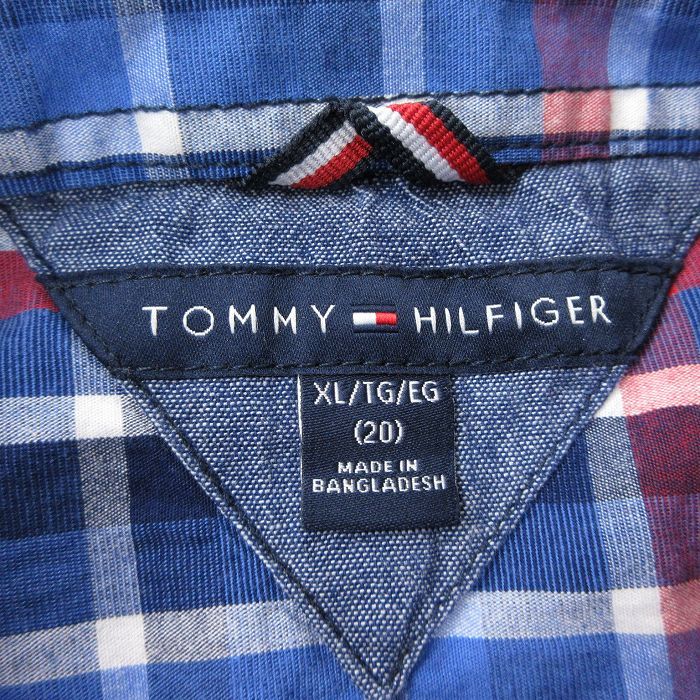 TOMMY HILFIGER
XL/TG/EG
(20)
MADE IN
BANGLADESH